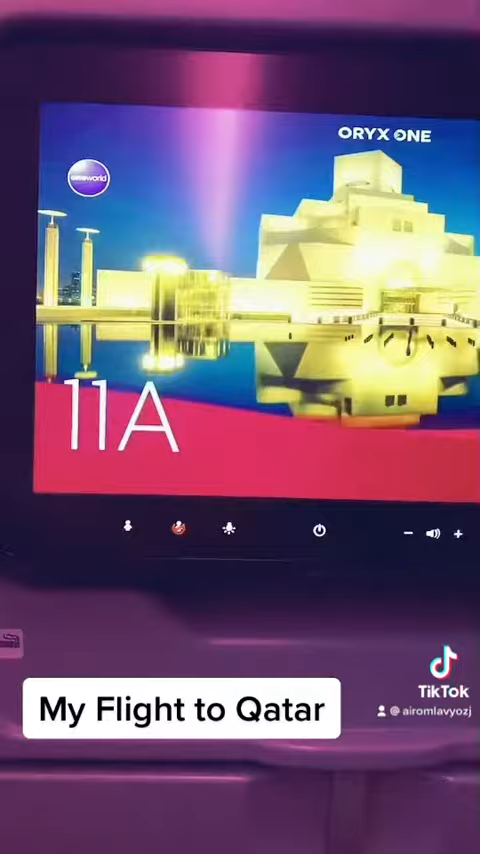 ORYX ONE
oneworld
11A
My Flight to Qatar
TikTok
@airomlavyozj